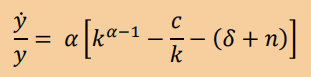 ẏ/y = α[k^{α−1} − c/k − (δ + n)]